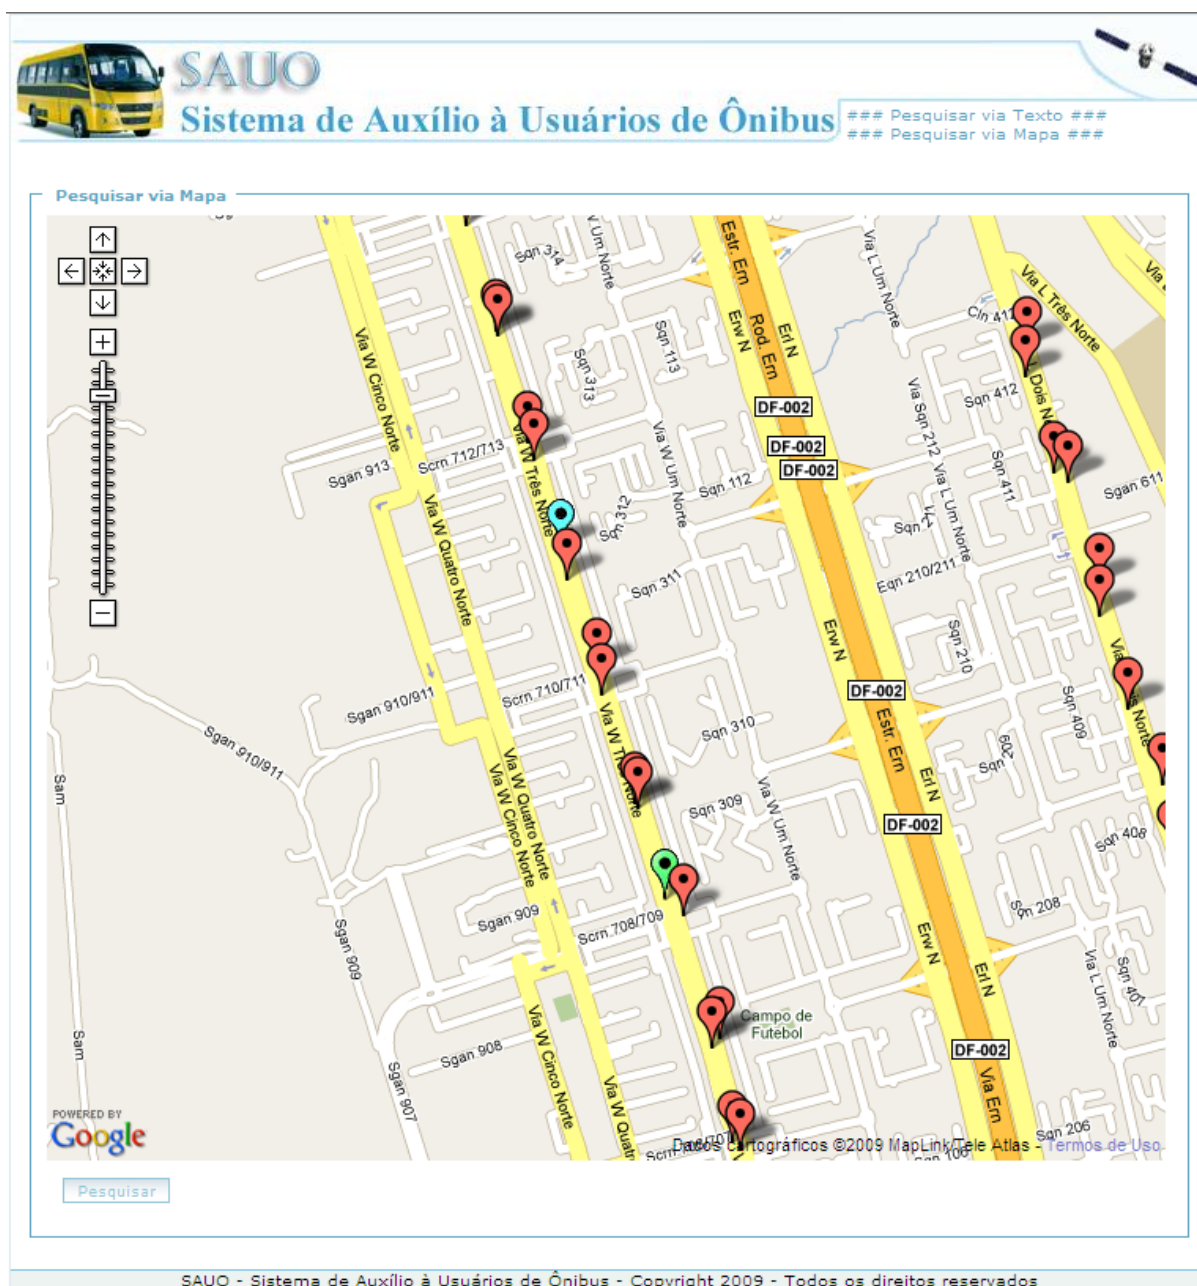 SAUO
Sistema de Auxílio à Usuários de Ônibus
### Pesquisar via Texto ###
### Pesquisar via Mapa ###
Pesquisar via Mapa
Sqn 314
Via W Um Norte
Estr. Ern
Via L Um Norte
Via L Três Norte
Cln 412
Erw N
Rod. Ern
Erl N
Via W Cinco Norte
Sqn 113
Sqn 313
Sqn 412
DF-002
DF-002
DF-002
Via Sqn 212
Via W Três Norte
Via W Um Norte
Scrn 712/713
Sgan 913
Sqn 112
Sqn 411
Sgan 611
Sqn 312
Via L Um Norte
Via W Quatro Norte
Sqn 311
Eqn 210/211
Erw N
Sqn 210
Scrn 710/711
Sgan 910/911
DF-002
Sqn 409
Sgan 910/911
Sqn 310
Estr. Ern
Sqn 209
Sam
Via W Quatro Norte
Via W Cinco Norte
Erl N
Sqn 309
Via W Um Norte
DF-002
Sqn 408
Sgan 909
Scrn 708/709
Sqn 208
Sgan 909
Erw N
Erl N
Via L Um Norte
Sqn 401
Campo de
Futebol
Sam
Sgan 908
Via W Cinco Norte
DF-002
Sgan 907
Via W Quatro
Via Ern
POWERED BY
Google
Sqn 206
Dados cartográficos ©2009 MapLink/Tele Atlas - Termos de Uso
Pesquisar
SAUO - Sistema de Auxílio à Usuários de Ônibus - Copyright 2009 - Todos os direitos reservados